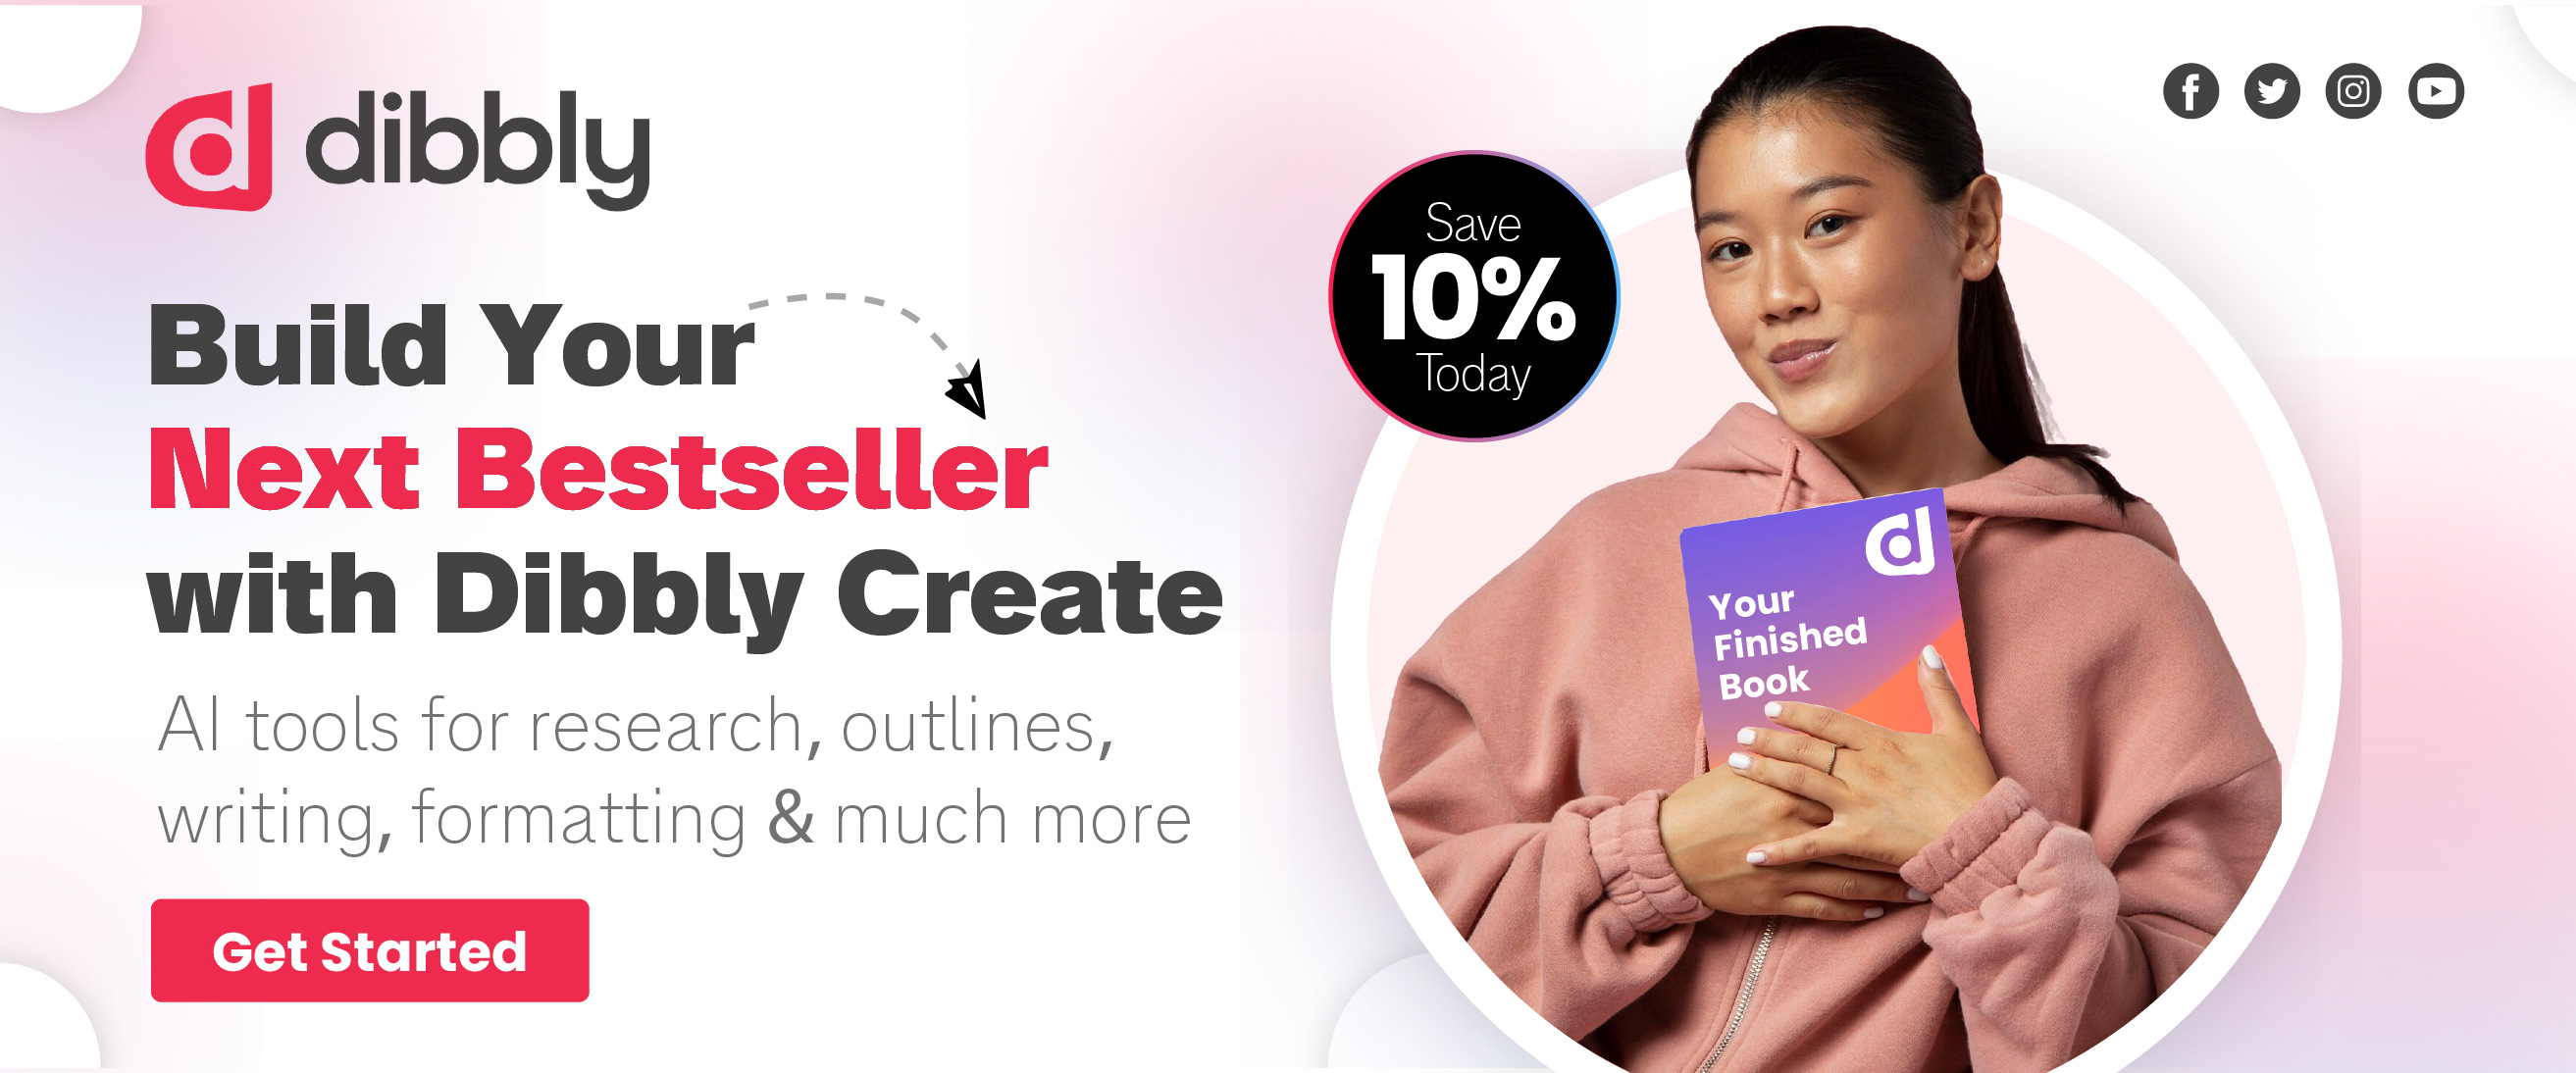 dibbly
Build Your
Next Bestseller
with Dibbly Create
AI tools for research, outlines,
writing, formatting & much more
Get Started
Save
10%
Today
Your
Finished
Book